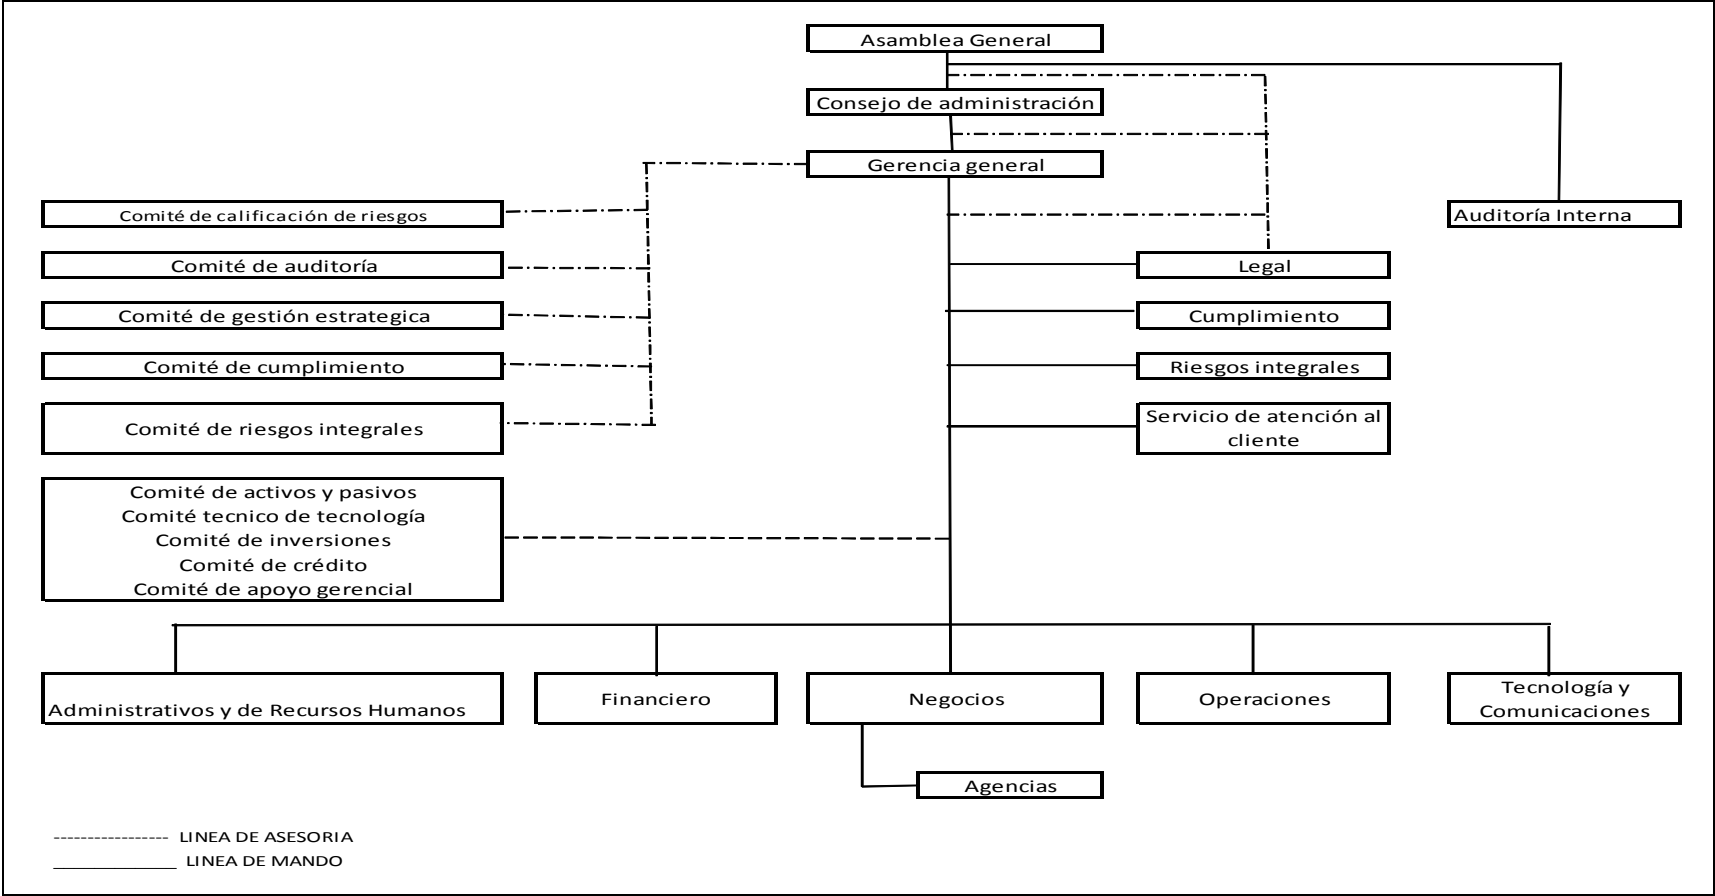 Asamblea General
Consejo de administración
Gerencia general
Comité de calificación de riesgos
Auditoría Interna
Comité de auditoría
Legal
Comité de gestión estrategica
Cumplimiento
Comité de cumplimiento
Riesgos integrales
Comité de riesgos integrales
Servicio de atención al
cliente
Comité de activos y pasivos
Comité tecnico de tecnología
Comité de inversiones
Comité de crédito
Comité de apoyo gerencial
Administrativos y de Recursos Humanos
Financiero
Negocios
Operaciones
Tecnología y
Comunicaciones
Agencias
LINEA DE ASESORIA
LINEA DE MANDO